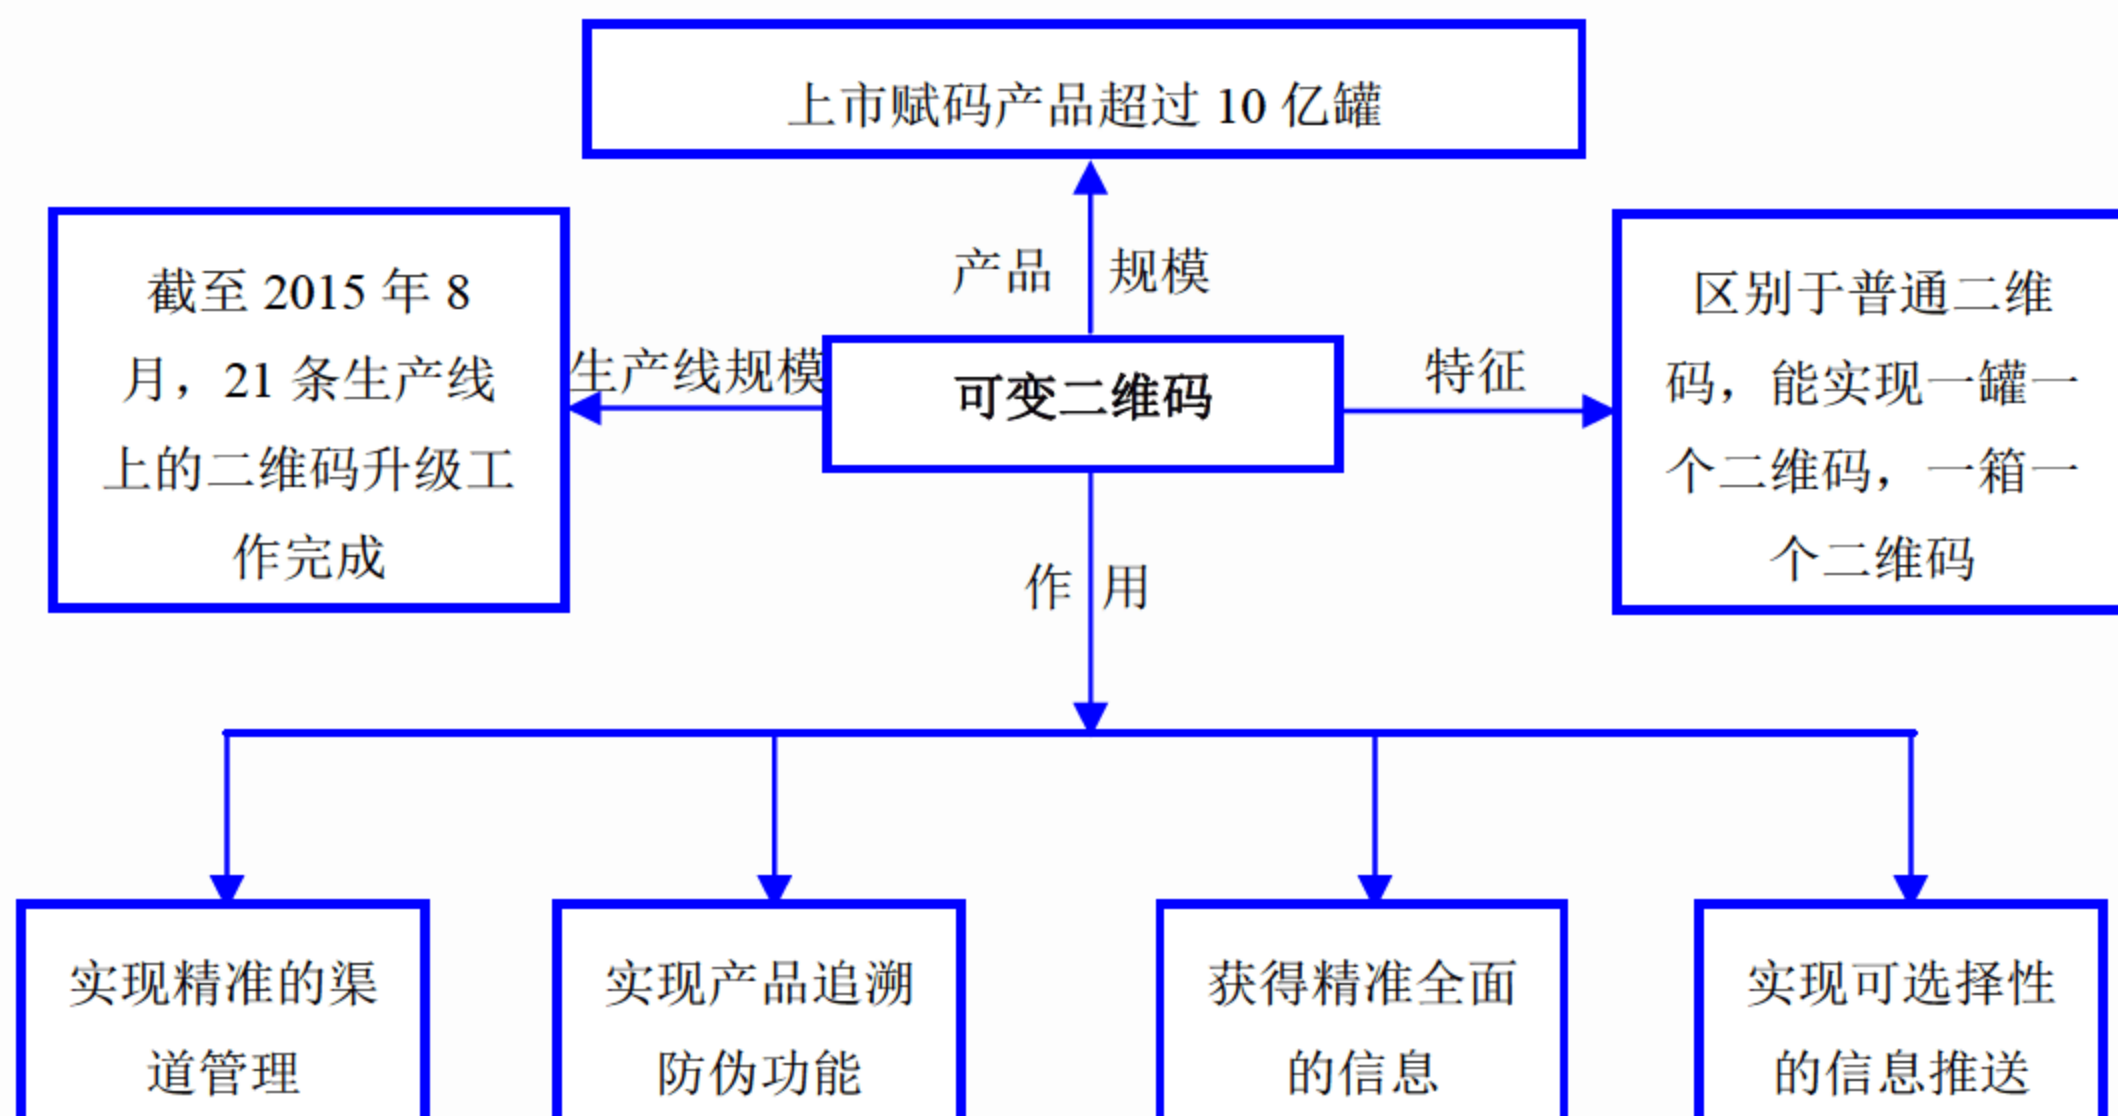 上市赋码产品超过 10 亿罐
产品 规模
截至 2015 年 8
月，21 条生产线
上的二维码升级工
作完成
生产线规模
可变二维码
特征
区别于普通二维
码，能实现一罐一
个二维码，一箱一
个二维码
作 用
实现精准的渠
道管理
实现产品追溯
防伪功能
获得精准全面
的信息
实现可选择性
的信息推送